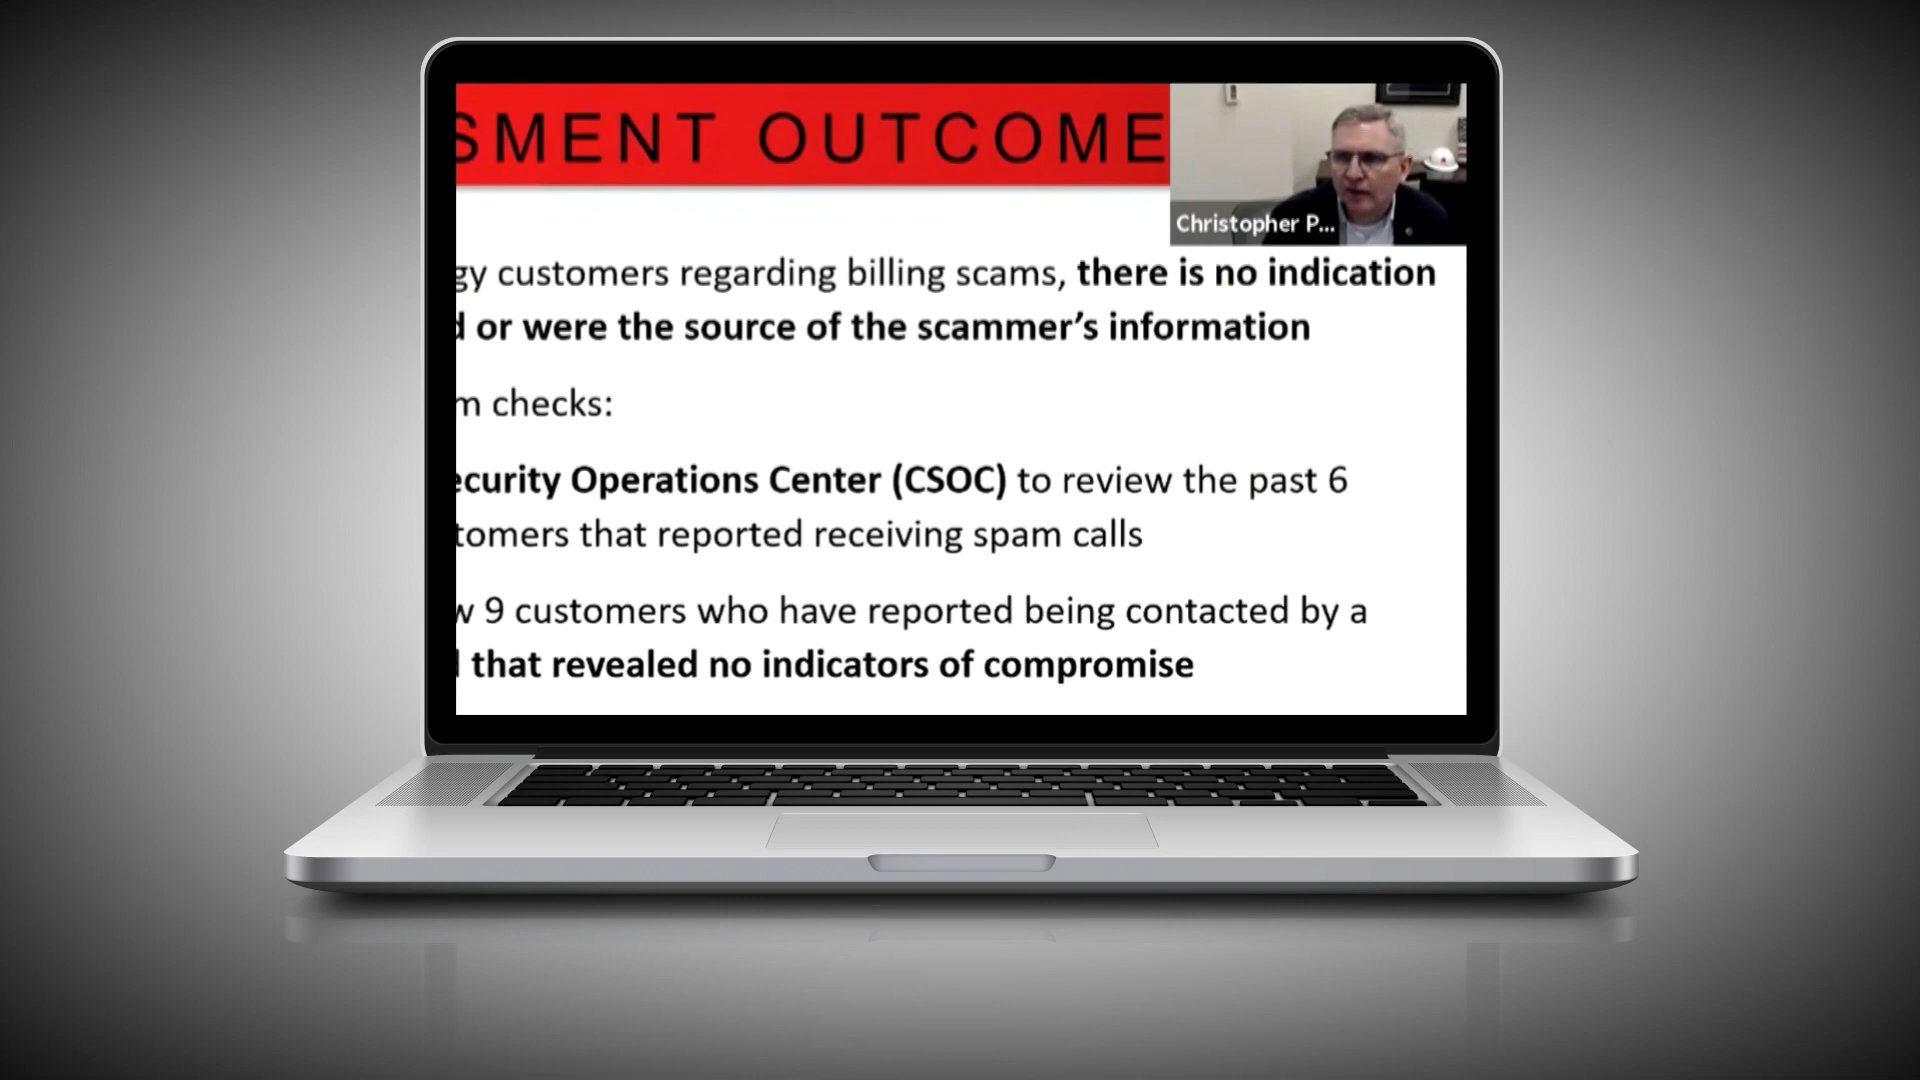 SMENT OUTCOME
Christopher P...
gy customers regarding billing scams, there is no indication
d or were the source of the scammer’s information
m checks:
ecurity Operations Center (CSOC) to review the past 6
tomers that reported receiving spam calls
w 9 customers who have reported being contacted by a
that revealed no indicators of compromise